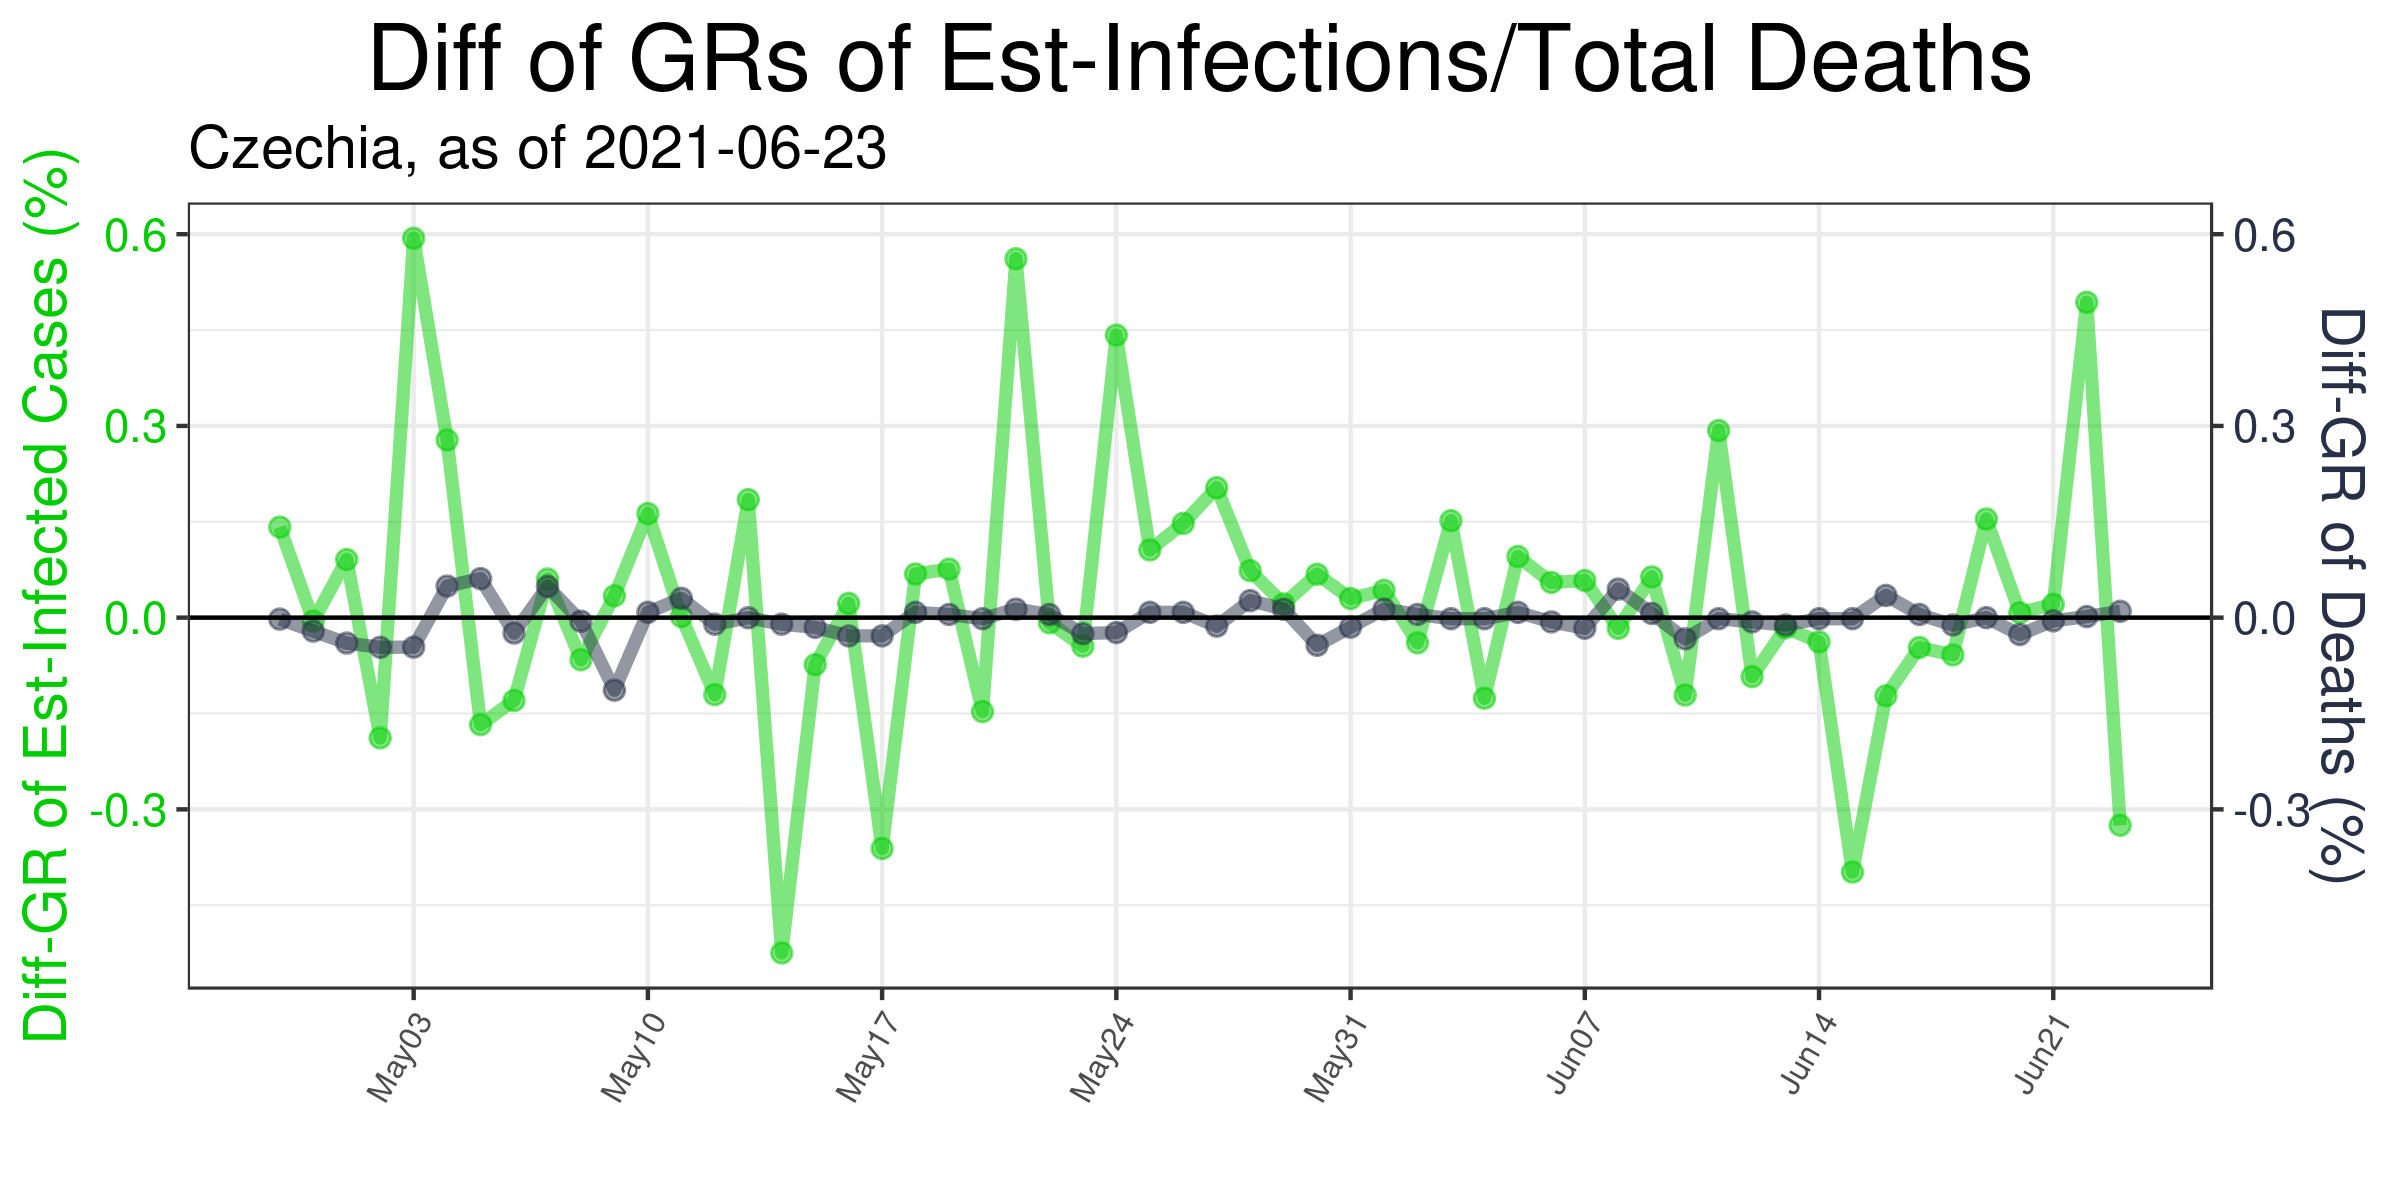 Diff of GRs of Est-Infections/Total Deaths
Czechia, as of 2021-06-23
Diff-GR of Est-Infected Cases (%)
0.6
0.3
0.0
-0.3
0.6
0.3
0.0
-0.3
Diff-GR of Deaths (%)
May03
May10
May17
May24
May31
Jun07
Jun14
Jun21